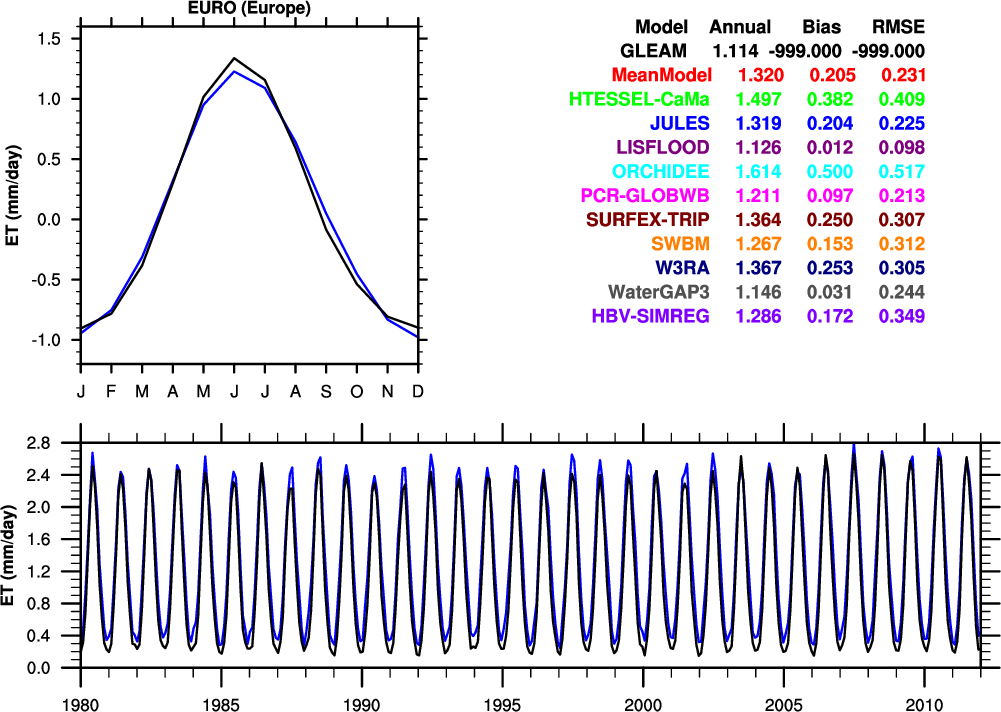 EURO (Europe)
Model Annual Bias RMSE
GLEAM 1.114 -999.000 -999.000
MeanModel 1.320 0.205 0.231
HTESSEL-CaMa 1.497 0.382 0.409
JULES 1.319 0.204 0.225
LISFLOOD 1.126 0.012 0.098
ORCHIDEE 1.614 0.500 0.517
PCR-GLOBWB 1.211 0.097 0.213
SURFEX-TRIP 1.364 0.250 0.307
SWBM 1.267 0.153 0.312
W3RA 1.367 0.253 0.305
WaterGAP3 1.146 0.031 0.244
HBV-SIMREG 1.286 0.172 0.349
ET (mm/day)
1.5
1.0
0.5
0.0
-0.5
-1.0
J F M A M J J A S O N D
ET (mm/day)
2.8
2.4
2.0
1.6
1.2
0.8
0.4
0.0
1980 1985 1990 1995 2000 2005 2010